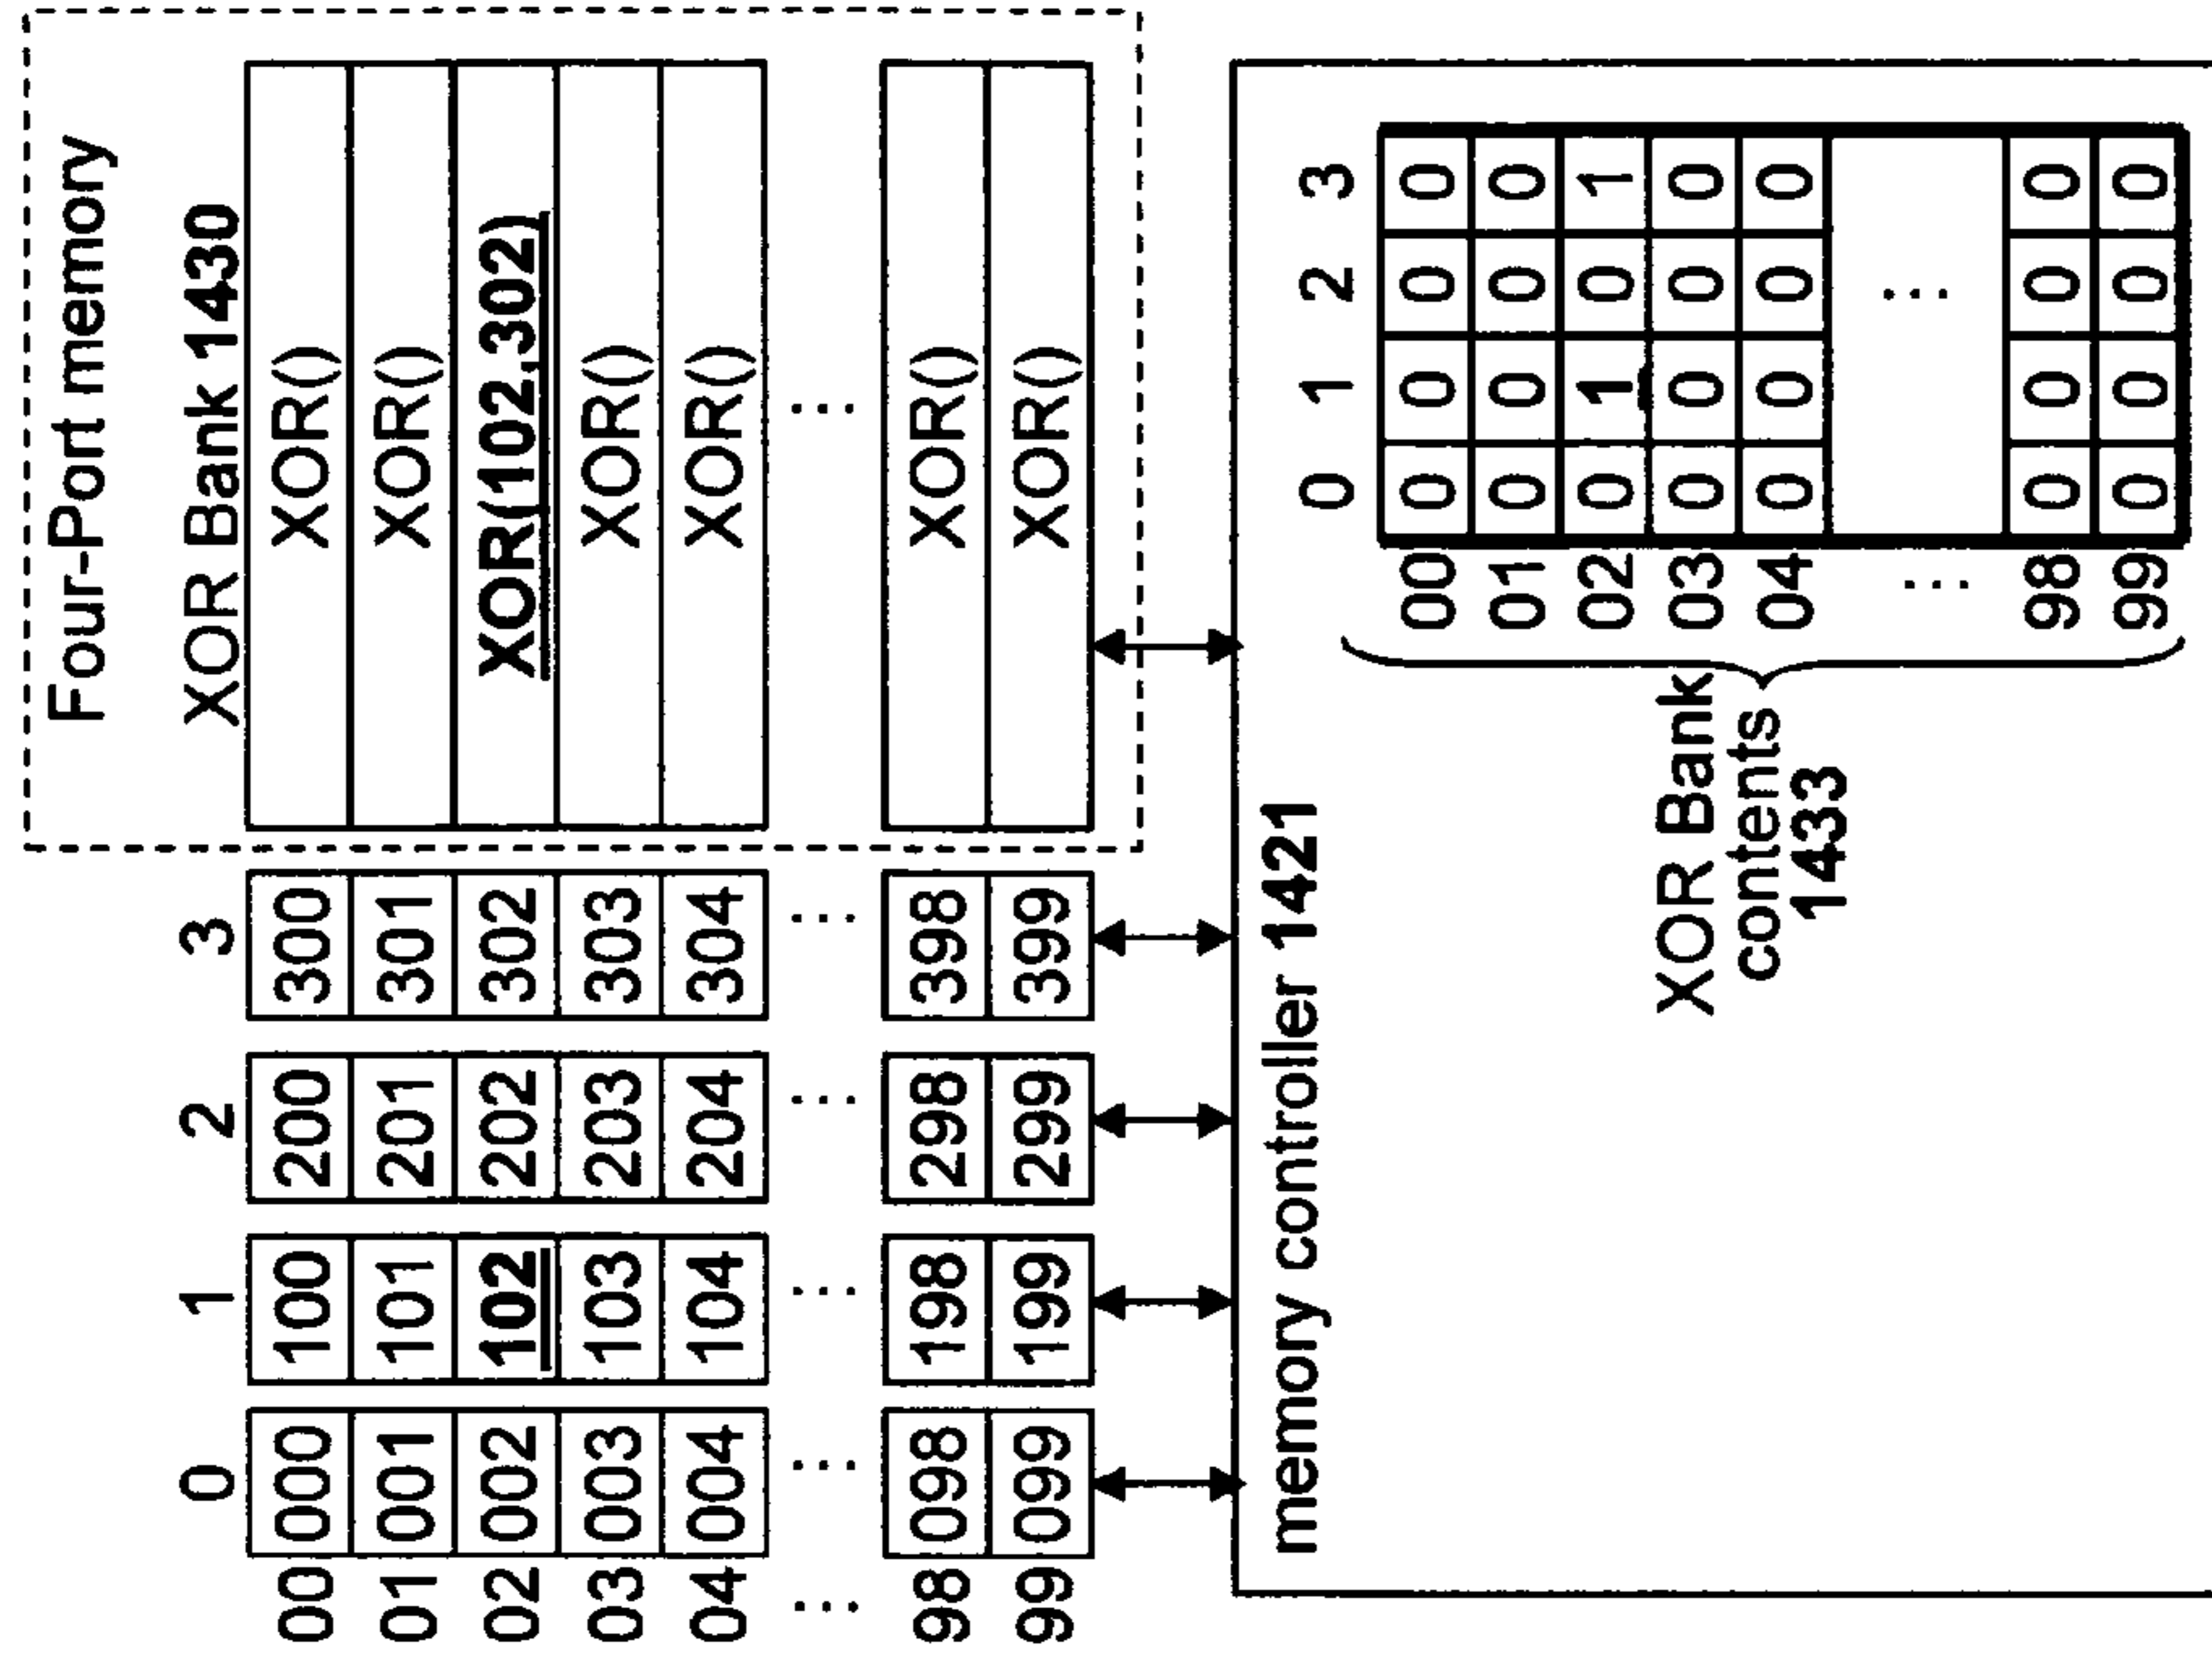 Four-Port memory
0 1 2 3 XOR Bank 1430
00 000 100 200 300 XOR()
01 001 101 201 301 XOR()
02 002 102 202 302 XOR(102,302)
03 003 103 203 303 XOR()
04 004 104 204 304 XOR()
... ... ... ... ... ...
98 098 198 298 398 XOR()
99 099 199 299 399 XOR()
memory controller 1421
0 1 2 3
00 0 0 0 0
01 0 0 0 0
02 0 1 0 1
03 0 0 0 0
04 0 0 0 0
... ...
98 0 0 0 0
99 0 0 0 0
XOR Bank
contents
1433